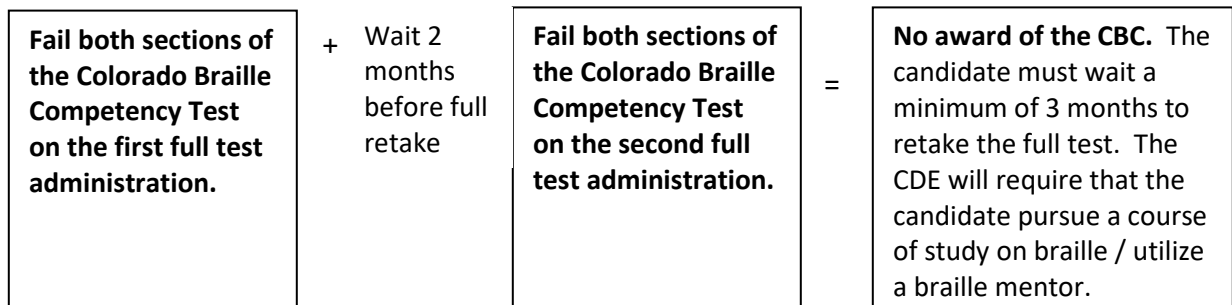 Fail both sections of
the Colorado Braille
Competency Test
on the first full test
administration.
+
Wait 2
months
before full
retake
Fail both sections of
the Colorado Braille
Competency Test
on the second full
test administration.
=
No award of the CBC.  The
candidate must wait a
minimum of 3 months to
retake the full test.  The
CDE will require that the
candidate pursue a course
of study on braille / utilize
a braille mentor.